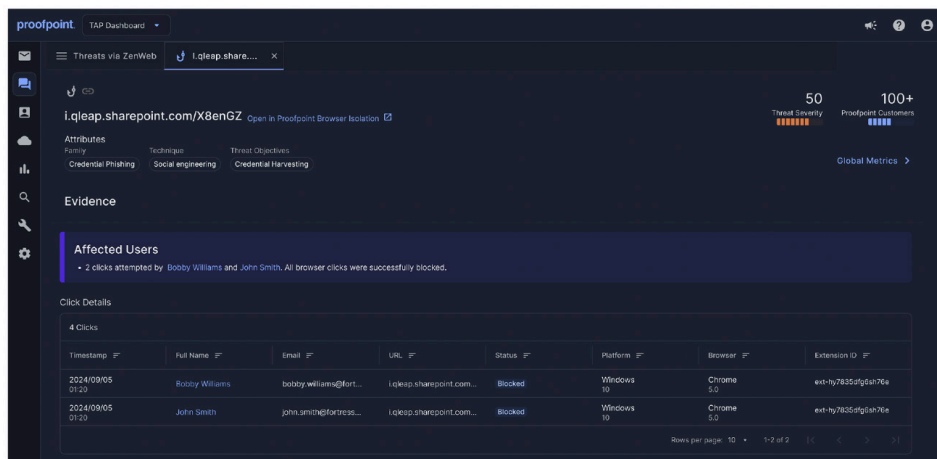 proofpoint. TAP Dashboard
Threats via ZenWeb i.qleap.share....
i.qleap.sharepoint.com/X8enGZ Open in Proofpoint Browser Isolation
50 100+
Threat Severity Proofpoint Customers
Attributes
Family Technique Threat Objectives
Credential Phishing Social engineering Credential Harvesting
Global Metrics
Evidence
Affected Users
• 2 clicks attempted by Bobby Williams and John Smith. All browser clicks were successfully blocked.
Click Details
4 Clicks
Timestamp Full Name Email URL Status Platform Browser Extension ID
2024/09/05 Bobby Williams bobby.williams@fort... i.qleap.sharepoint.com... Blocked Windows Chrome ext-hy7835dfg6sh76e
01:20 10 5.0
2024/09/05 John Smith john.smith@fortress... i.qleap.sharepoint.com... Blocked Windows Chrome ext-hy7835dfg6sh76e
01:20 10 5.0
Rows per page: 10 1-2 of 2